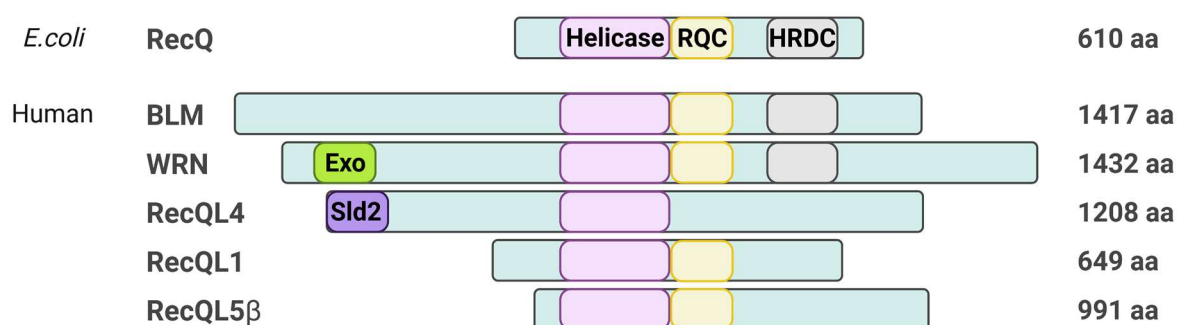 E.coli RecQ Helicase RQC HRDC 610 aa
Human BLM 1417 aa
WRN Exo 1432 aa
RecQL4 Sld2 1208 aa
RecQL1 649 aa
RecQL5β 991 aa